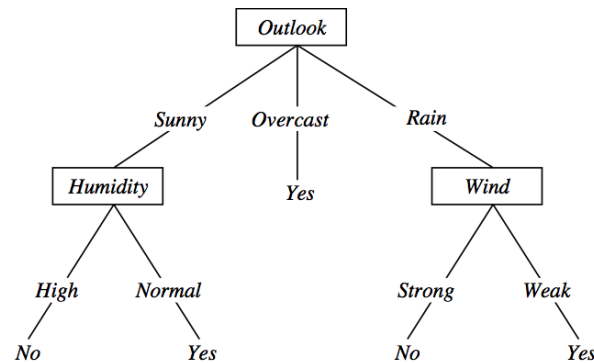 Outlook
Sunny Overcast Rain
Humidity Yes Wind
High Normal Strong Weak
No Yes No Yes